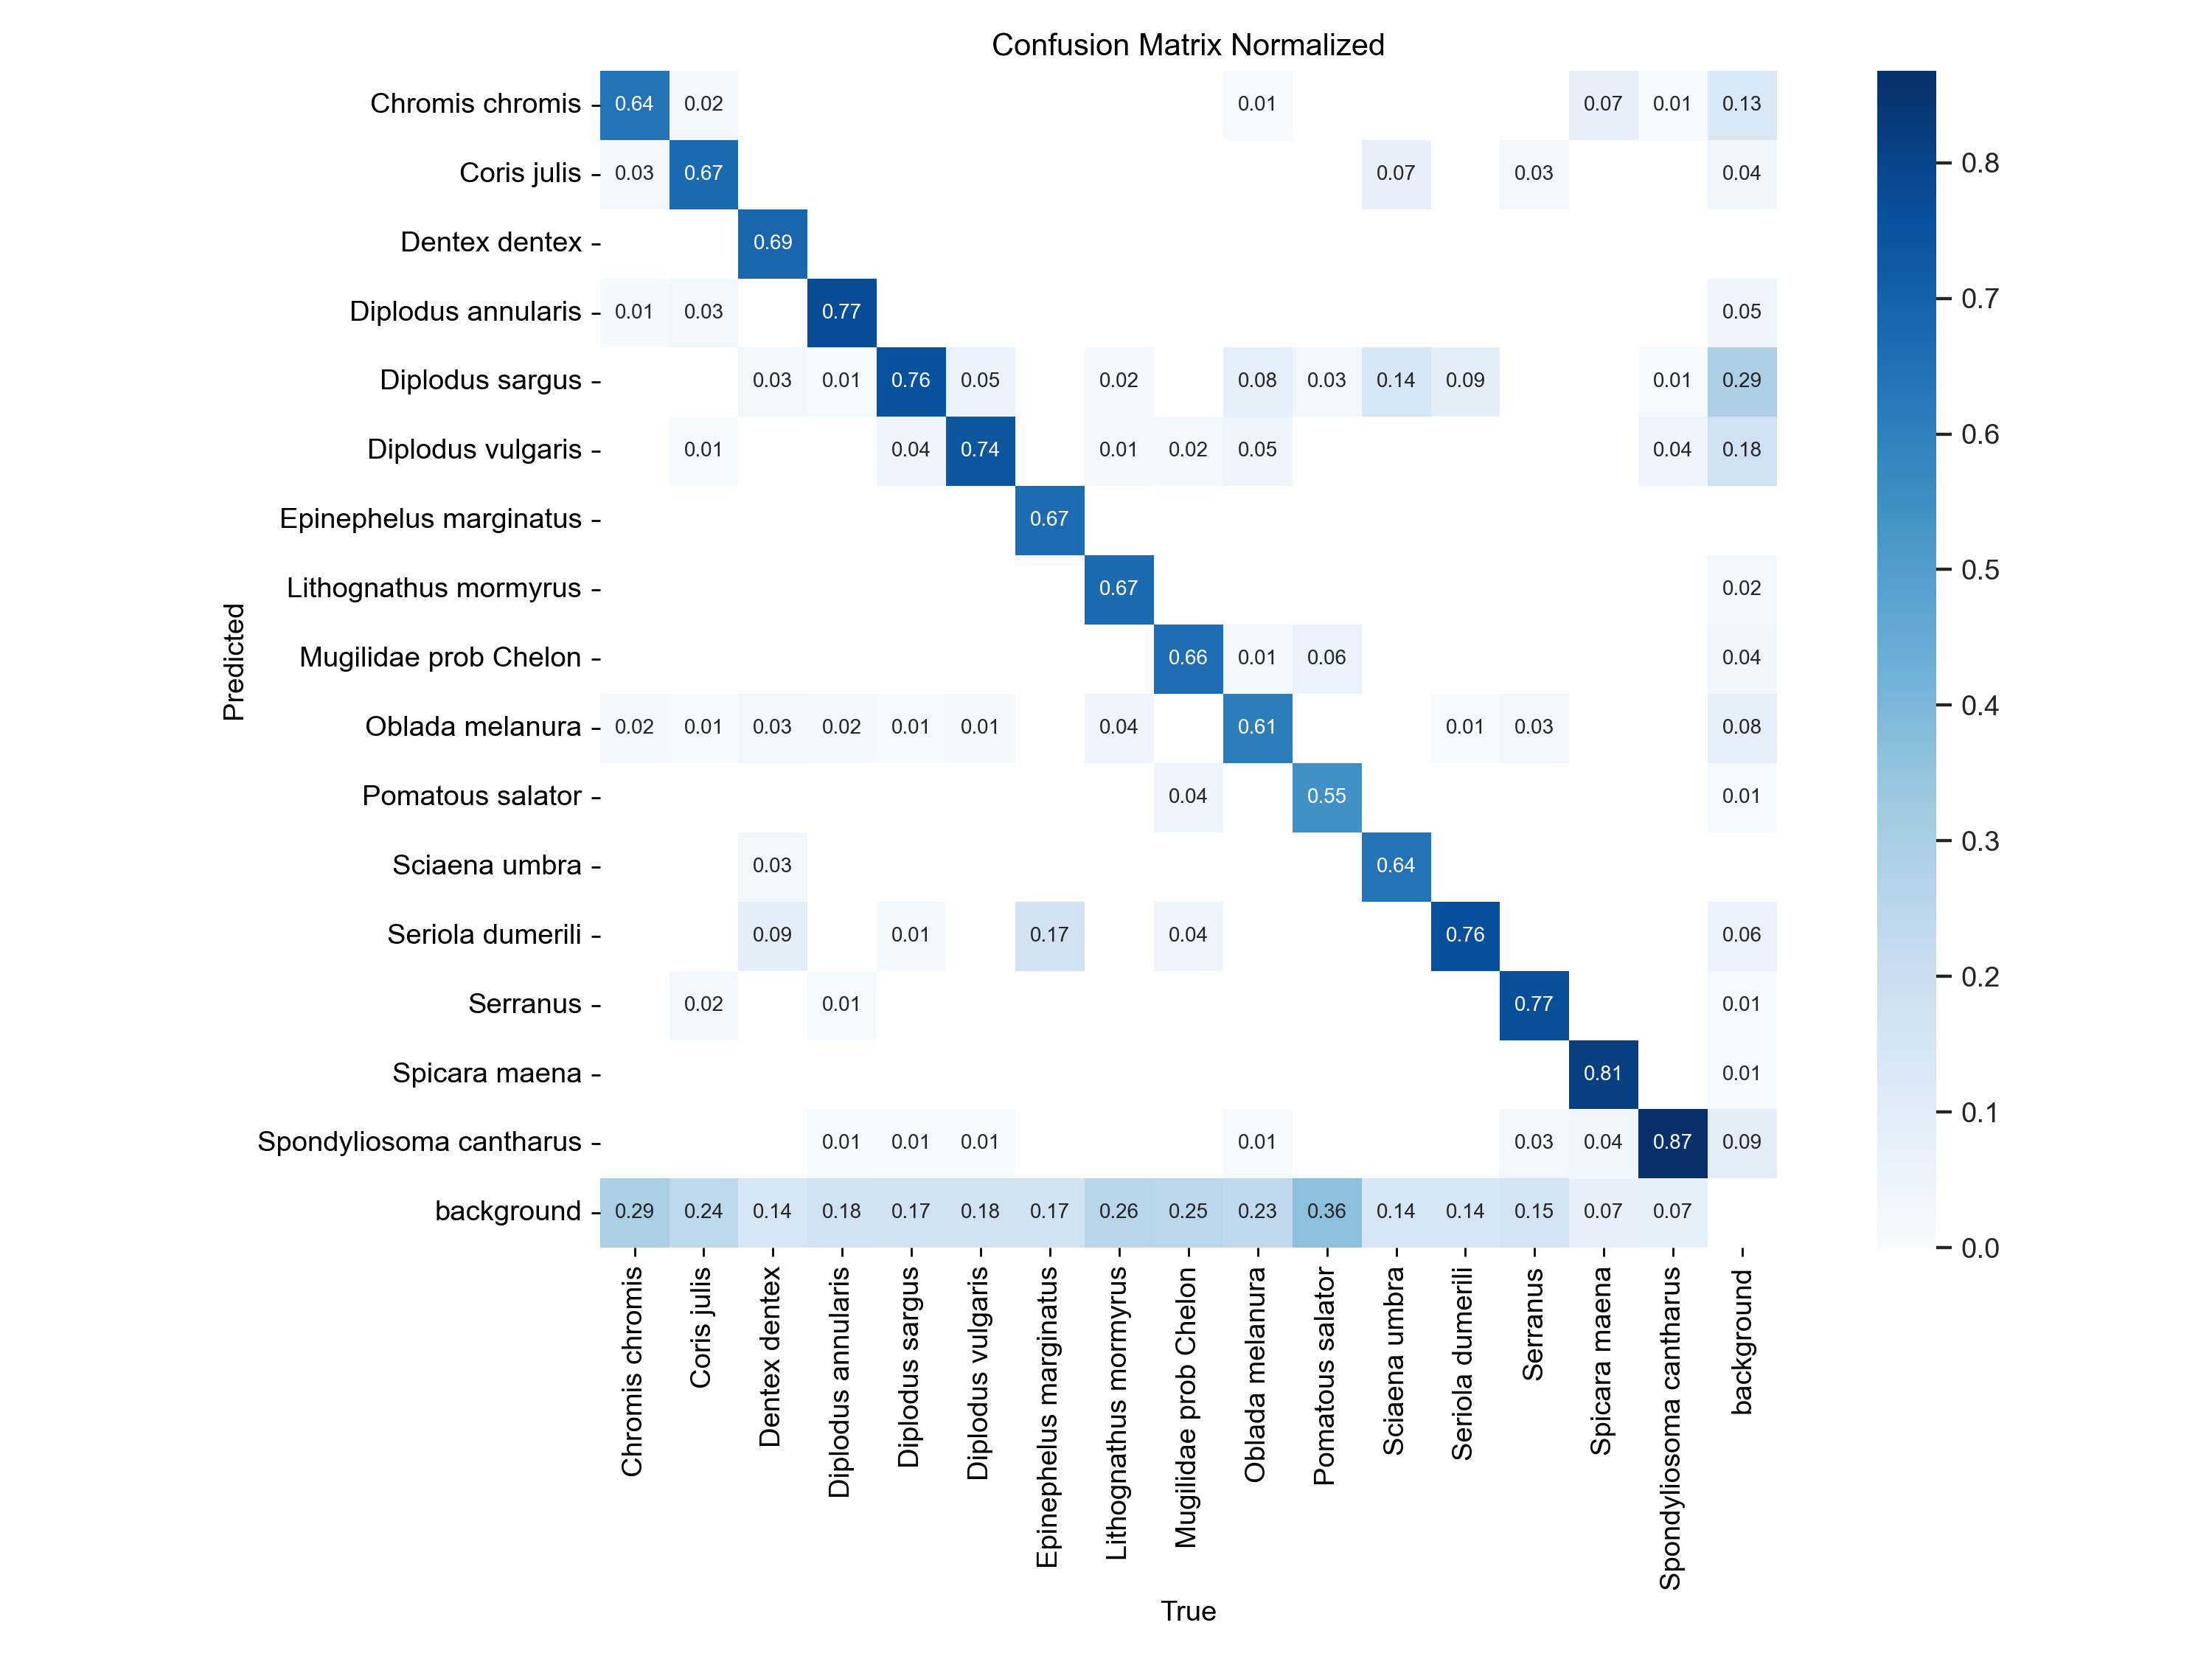 Confusion Matrix Normalized
Chromis chromis 0.64 0.02 0.01 0.07 0.01 0.13
Coris julis 0.03 0.67 0.07 0.03 0.04
Dentex dentex 0.69
Diplodus annularis 0.01 0.03 0.77 0.05
Diplodus sargus 0.03 0.01 0.76 0.05 0.02 0.08 0.03 0.14 0.09 0.01 0.29
Diplodus vulgaris 0.01 0.04 0.74 0.01 0.02 0.05 0.04 0.18
Epinephelus marginatus 0.67
Lithognathus mormyrus 0.67 0.02
Mugilidae prob Chelon 0.66 0.01 0.06 0.04
Oblada melanura 0.02 0.01 0.03 0.02 0.01 0.01 0.04 0.61 0.01 0.03 0.08
Pomatous salator 0.04 0.55 0.01
Sciaena umbra 0.03 0.64
Seriola dumerili 0.09 0.01 0.17 0.04 0.76 0.06
Serranus 0.02 0.01 0.77 0.01
Spicara maena 0.81 0.01
Spondyliosoma cantharus 0.01 0.01 0.01 0.01 0.03 0.04 0.87 0.09
background 0.29 0.24 0.14 0.18 0.17 0.18 0.17 0.26 0.25 0.23 0.36 0.14 0.14 0.15 0.07 0.07
Predicted
Chromis chromis
Coris julis
Dentex dentex
Diplodus annularis
Diplodus sargus
Diplodus vulgaris
Epinephelus marginatus
Lithognathus mormyrus
Mugilidae prob Chelon
Oblada melanura
Pomatous salator
Sciaena umbra
Seriola dumerili
Serranus
Spicara maena
Spondyliosoma cantharus
background
True
0.8
0.7
0.6
0.5
0.4
0.3
0.2
0.1
0.0